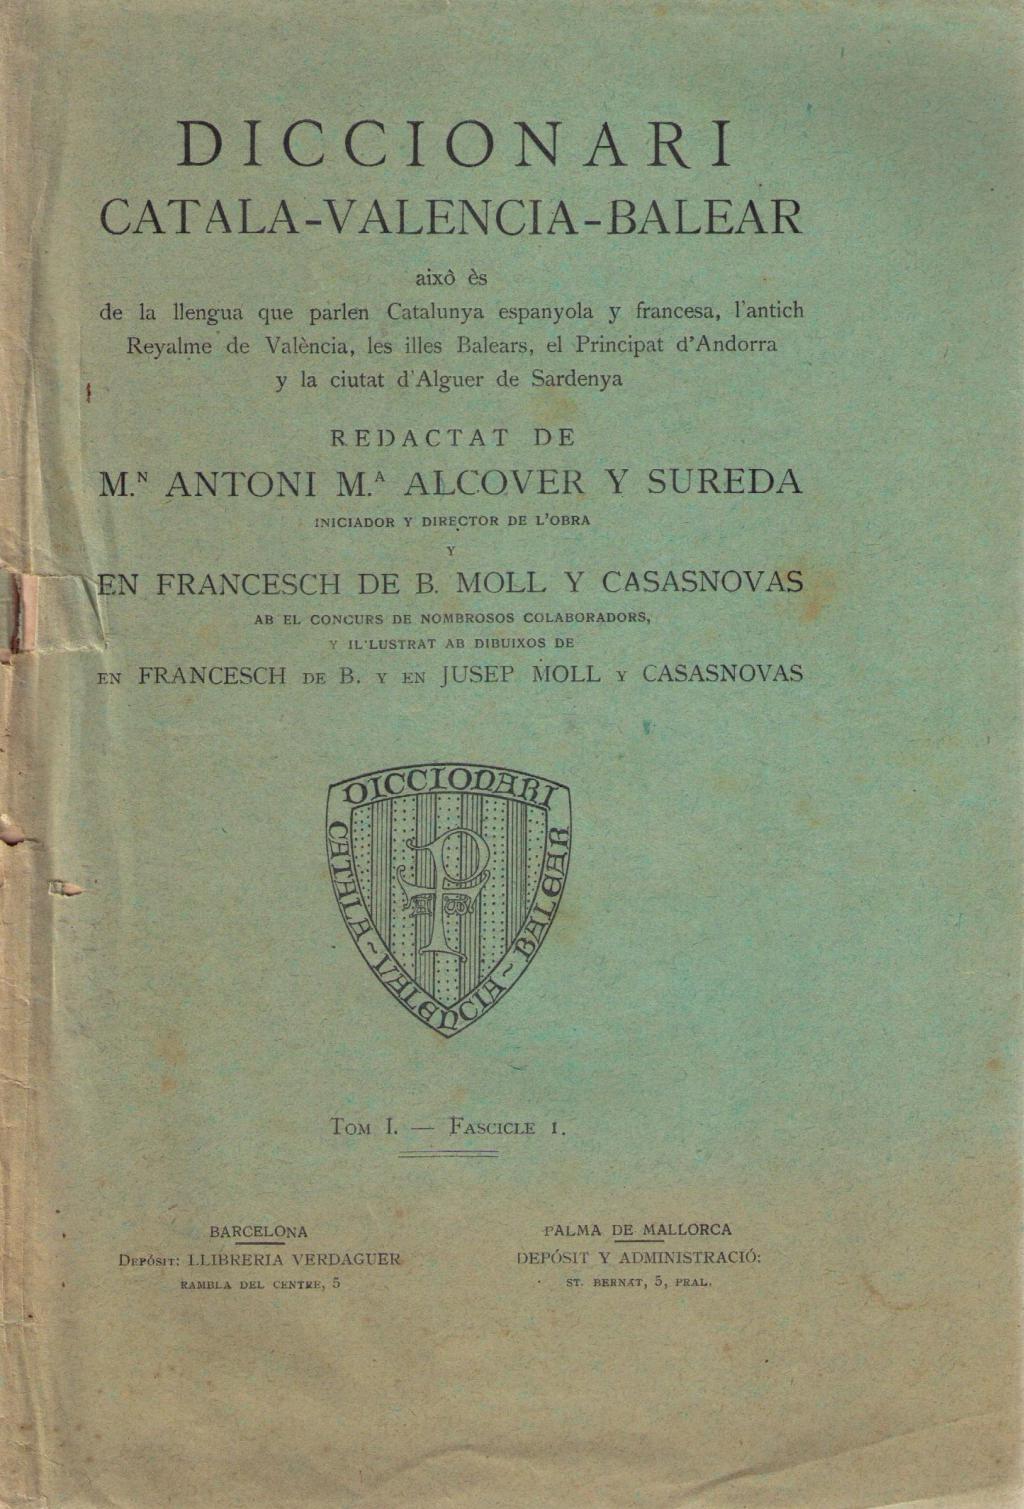 DICCIONARI
CATALA-VALENCIA-BALEAR
aixô ès
de la llengua que parlen Catalunya espanyola y francesa, l'antich
Reyalme de València, les illes Balears, el Principat d'Andorra
y la ciutat d'Alguer de Sardenya
REDACTAT DE
M.ᴺ ANTONI M.ᴬ ALCOVER Y SUREDA
INICIADOR Y DIRECTOR DE L'OBRA
Y
EN FRANCESCH DE B. MOLL Y CASASNOVAS
AB EL CONCURS DE NOMBROSOS COLABORADORS,
Y IL'LUSTRAT AB DIBUIXOS DE
EN FRANCESCH DE B. Y EN JUSEP MOLL Y CASASNOVAS
DICCIONARI
CATALA-VALENCIA-BALEAR
TOM I. — FASCICLE 1.
BARCELONA
DEPÓSIT: LLIBRERIA VERDAGUER
RAMBLA DEL CENTRE, 5
PALMA DE MALLORCA
DEPÓSIT Y ADMINISTRACIÓ:
ST. BERNAT, 5, PRAL.